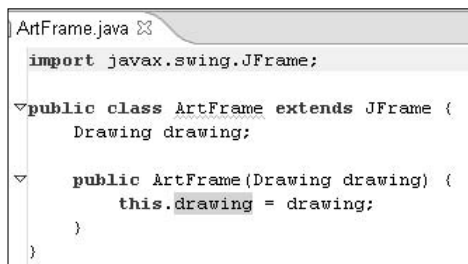 ArtFrame.java
import javax.swing.JFrame;
public class ArtFrame extends JFrame {
Drawing drawing;
public ArtFrame(Drawing drawing) {
this.drawing = drawing;
}
}